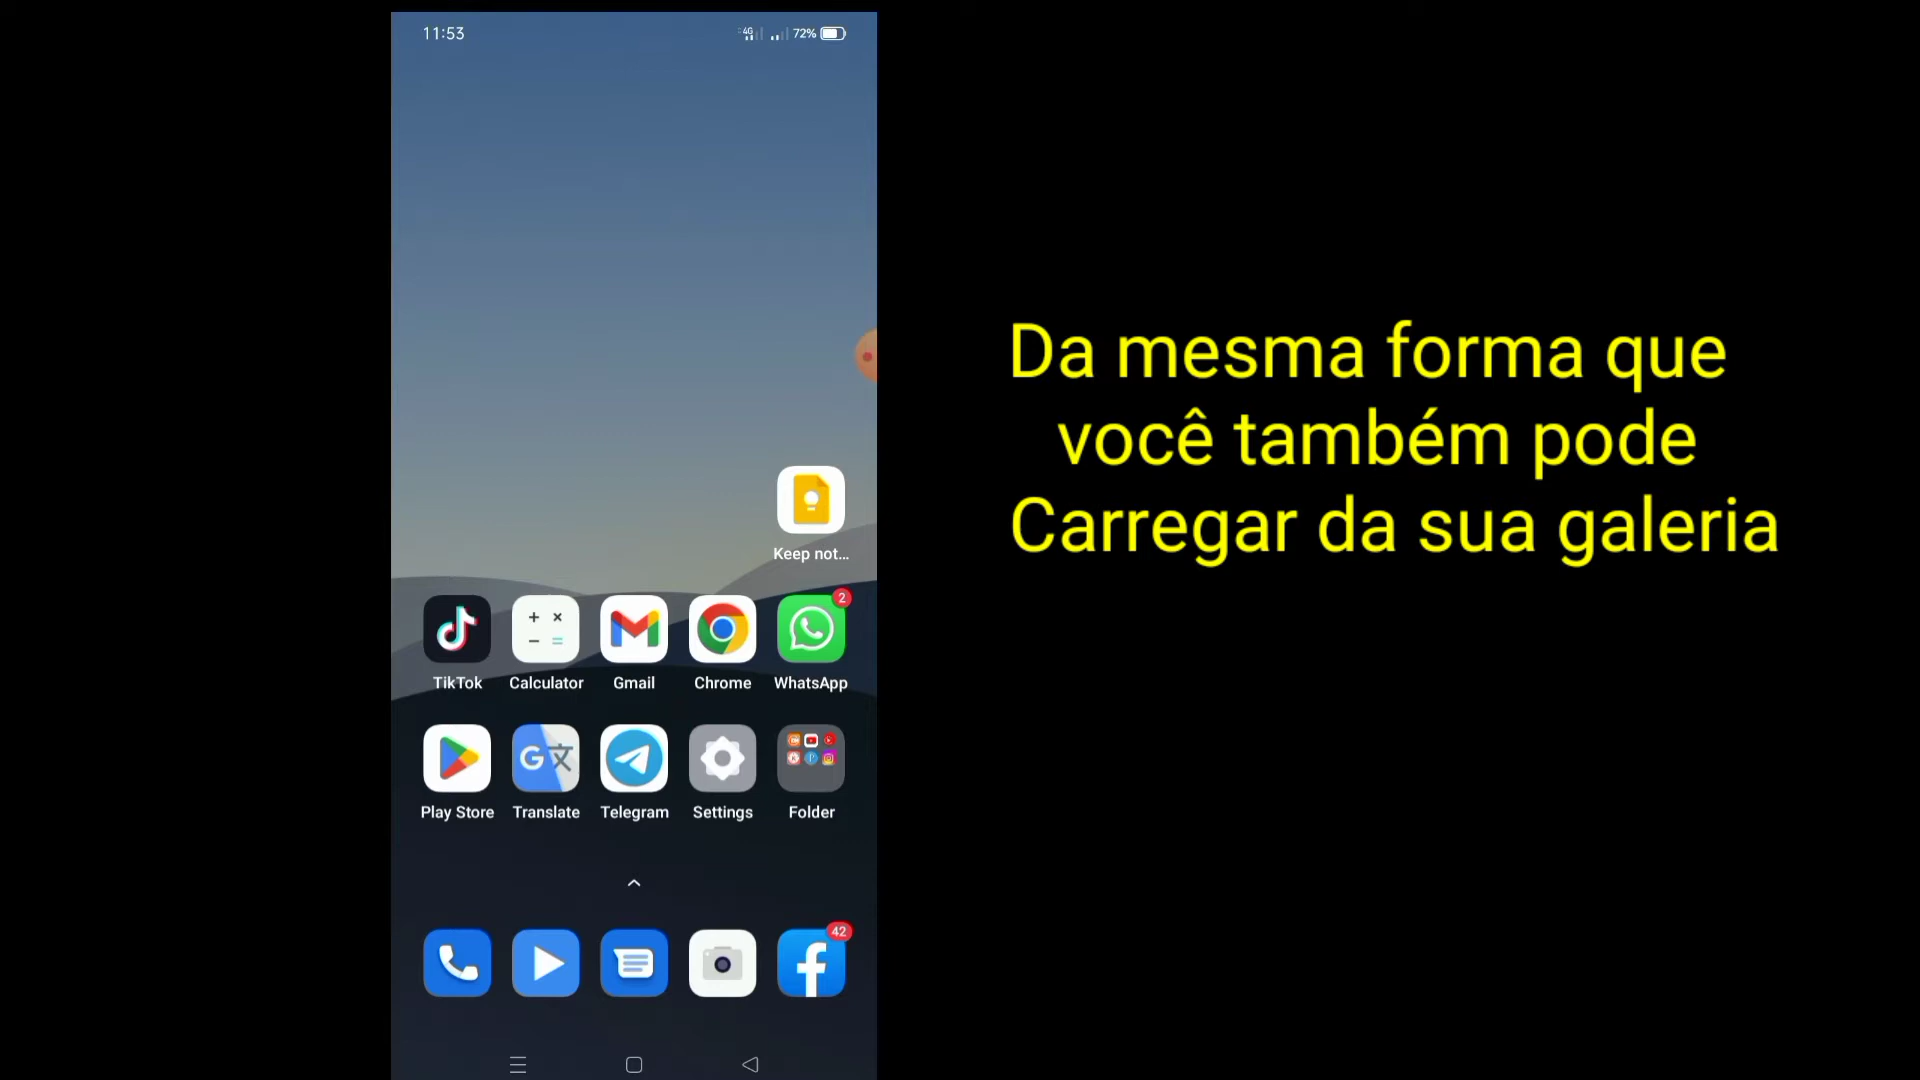 11:53
4G 72%
Da mesma forma que
você também pode
Carregar da sua galeria
Keep not...
2
TikTok Calculator Gmail Chrome WhatsApp
Play Store Translate Telegram Settings Folder
42